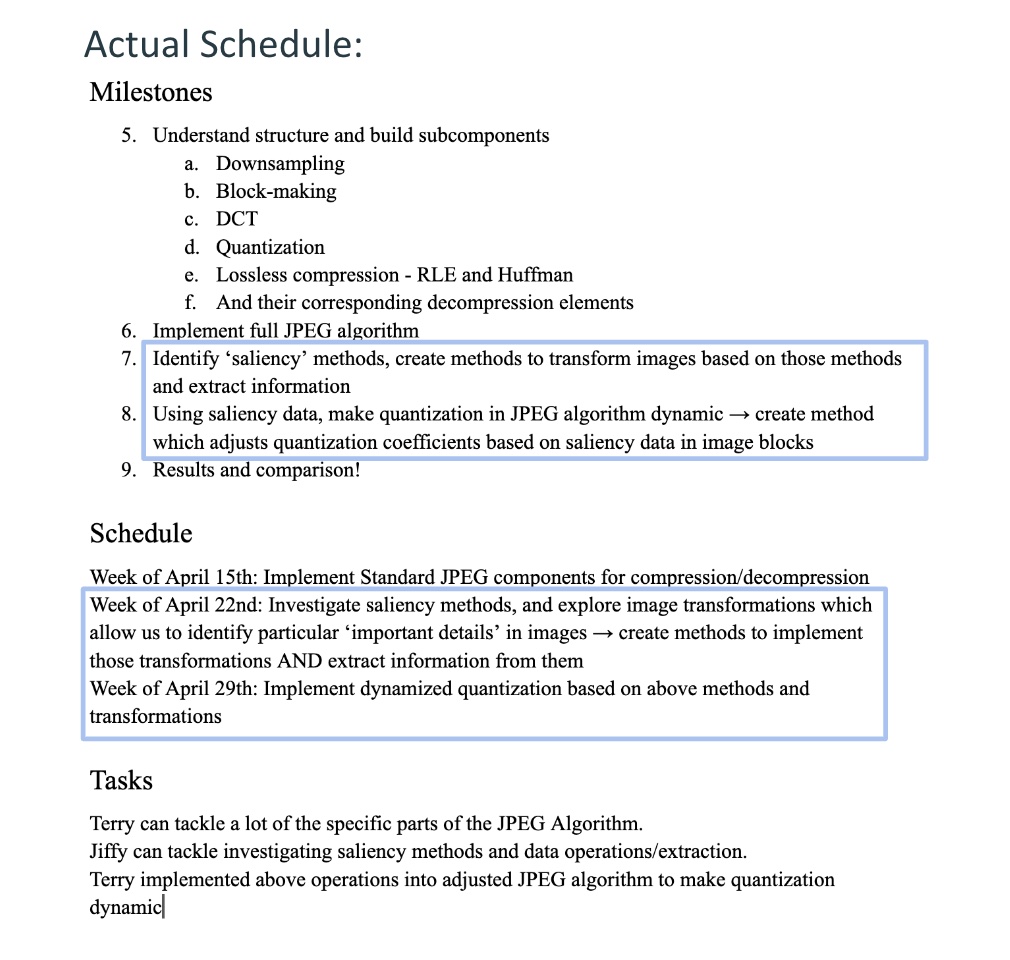 Actual Schedule:
Milestones
5. Understand structure and build subcomponents
a. Downsampling
b. Block-making
c. DCT
d. Quantization
e. Lossless compression - RLE and Huffman
f. And their corresponding decompression elements
6. Implement full JPEG algorithm
7. Identify ‘saliency’ methods, create methods to transform images based on those methods
and extract information
8. Using saliency data, make quantization in JPEG algorithm dynamic → create method
which adjusts quantization coefficients based on saliency data in image blocks
9. Results and comparison!
Schedule
Week of April 15th: Implement Standard JPEG components for compression/decompression
Week of April 22nd: Investigate saliency methods, and explore image transformations which
allow us to identify particular ‘important details’ in images → create methods to implement
those transformations AND extract information from them
Week of April 29th: Implement dynamized quantization based on above methods and
transformations
Tasks
Terry can tackle a lot of the specific parts of the JPEG Algorithm.
Jiffy can tackle investigating saliency methods and data operations/extraction.
Terry implemented above operations into adjusted JPEG algorithm to make quantization
dynamic